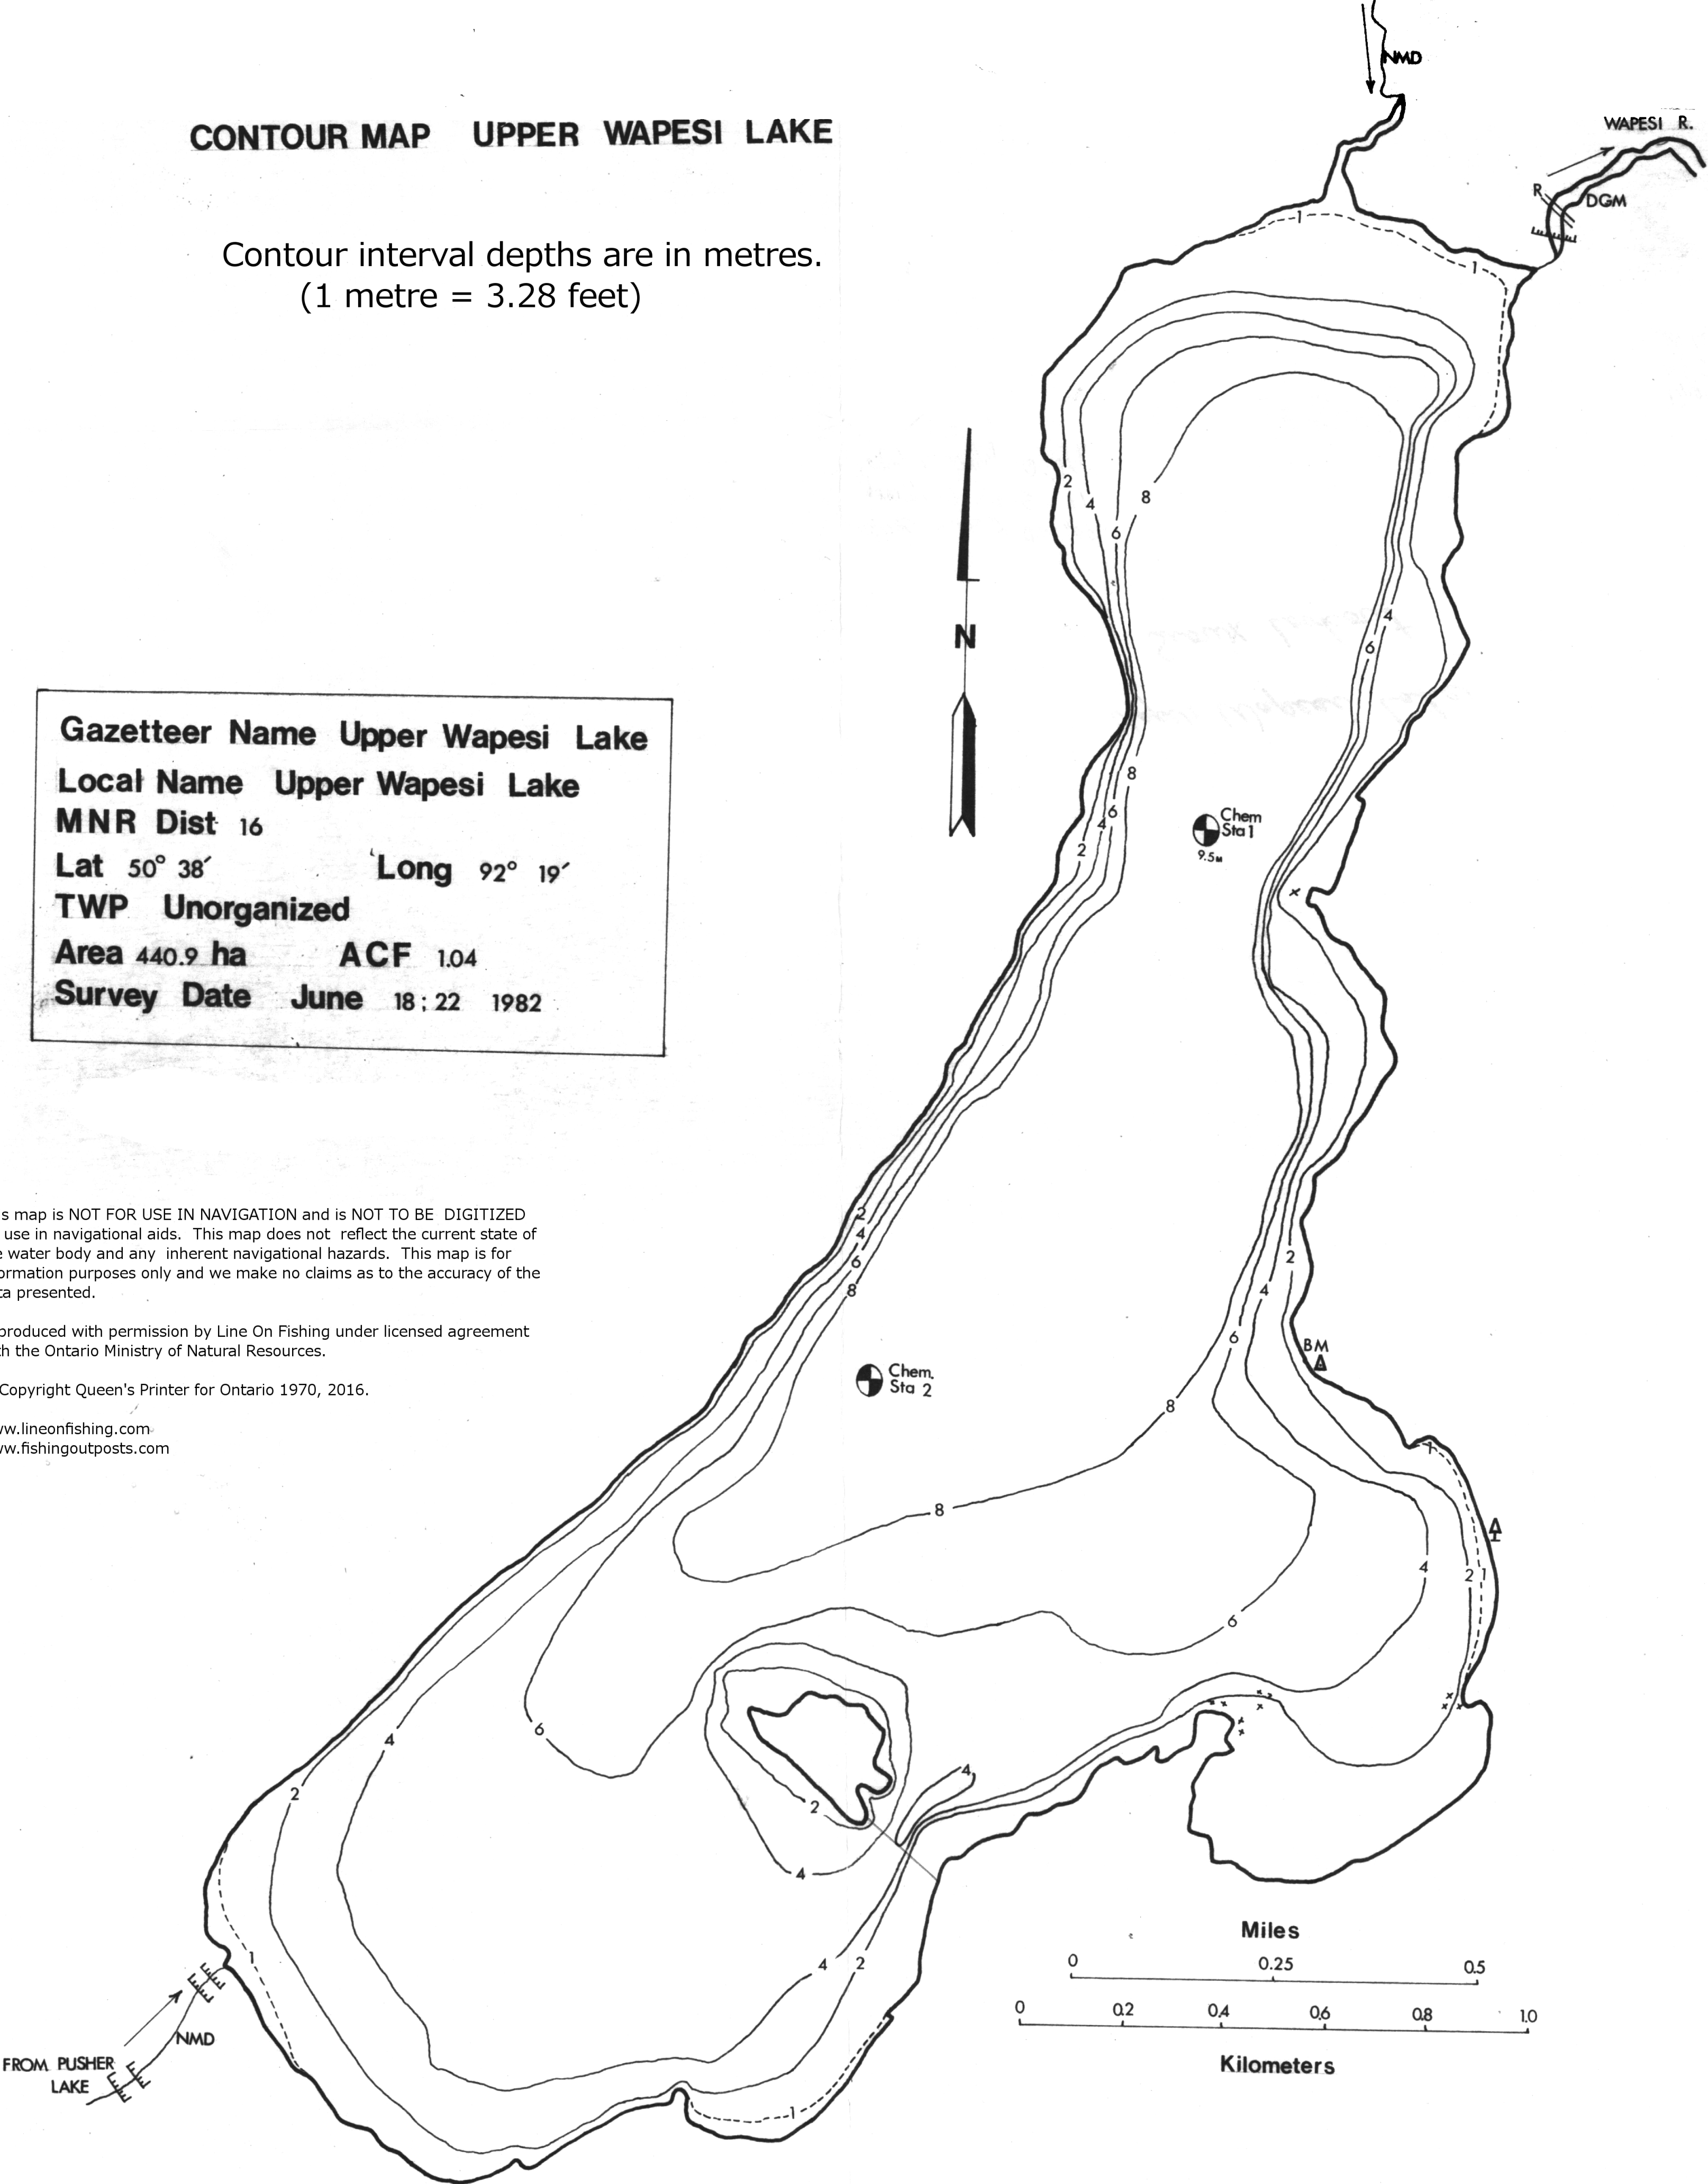 NMD
WAPESI R.
R
DGM
CONTOUR MAP UPPER WAPESI LAKE
Contour interval depths are in metres.
(1 metre = 3.28 feet)
1
1
2
4
8
6
4
6
N
Gazetteer Name Upper Wapesi Lake
Local Name Upper Wapesi Lake
MNR Dist 16
Lat 50° 38′ Long 92° 19′
TWP Unorganized
Area 440.9 ha ACF 1.04
Survey Date June 18 ; 22 1982
8
6
4
2
Chem
Sta 1
9.5M
s map is NOT FOR USE IN NAVIGATION and is NOT TO BE DIGITIZED
use in navigational aids. This map does not reflect the current state of
water body and any inherent navigational hazards. This map is for
ormation purposes only and we make no claims as to the accuracy of the
ta presented.
produced with permission by Line On Fishing under licensed agreement
th the Ontario Ministry of Natural Resources.
Copyright Queen's Printer for Ontario 1970, 2016.
ww.lineonfishing.com
ww.fishingoutposts.com
2
4
6
8
2
4
6
8
BM
Chem.
Sta 2
1
8
4
2
1
6
6
4
2
4
2
4
1
4
2
1
NMD
FROM PUSHER
LAKE
Miles
0 0.25 0.5
0 0.2 0.4 0.6 0.8 1.0
Kilometers